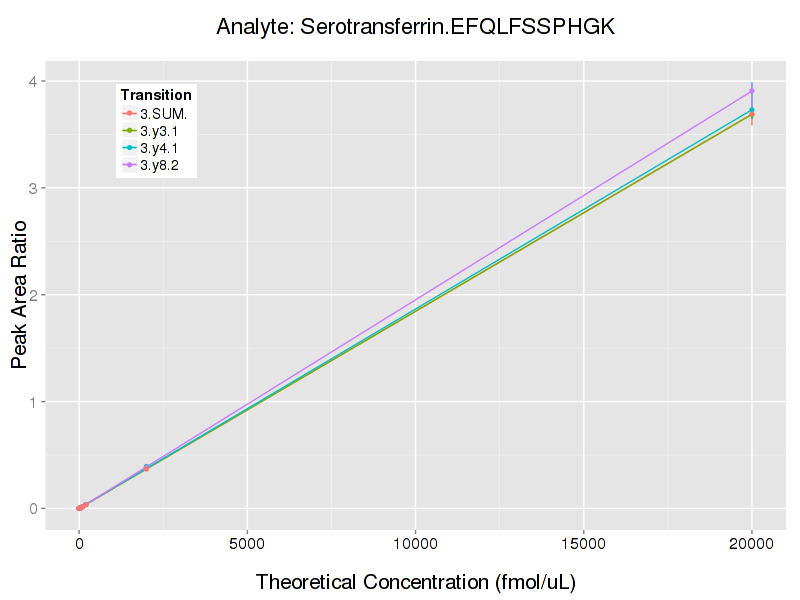 Analyte: Serotransferrin.EFQLFSSPHGK
Transition
3.SUM.
3.y3.1
3.y4.1
3.y8.2
Peak Area Ratio
4
3
2
1
0
0 5000 10000 15000 20000
Theoretical Concentration (fmol/uL)